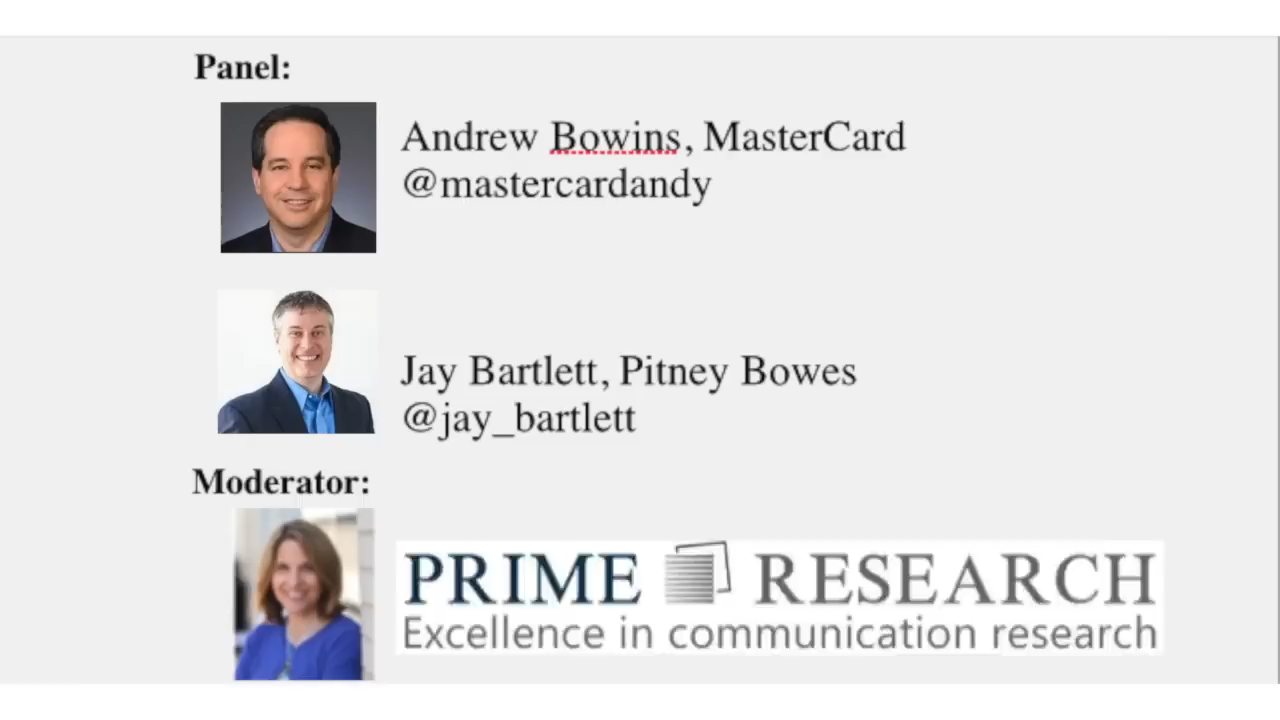 Panel:
Andrew Bowins, MasterCard
@mastercardandy
Jay Bartlett, Pitney Bowes
@jay_bartlett
Moderator:
PRIME RESEARCH
Excellence in communication research